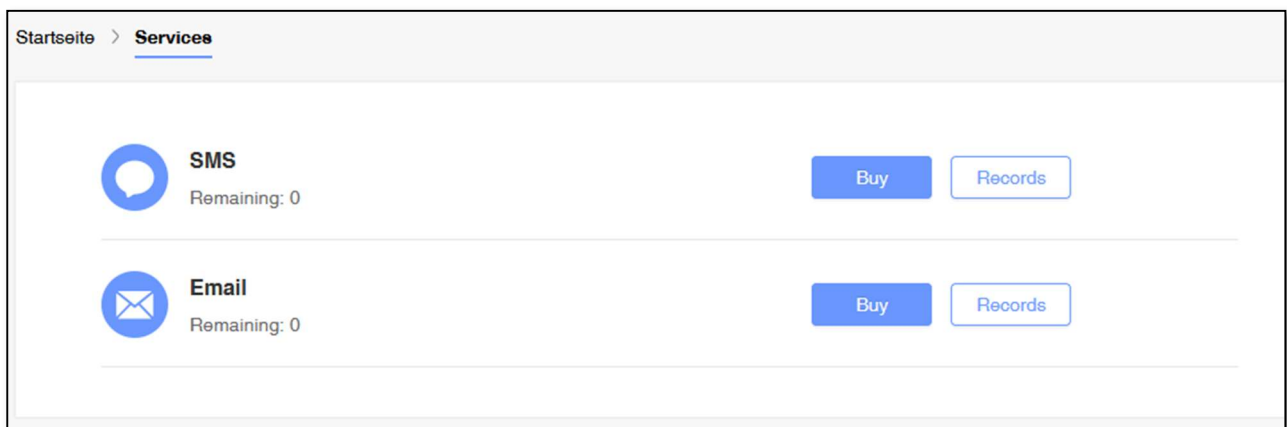 Startseite > Services
SMS
Remaining: 0
Buy Records
Email
Remaining: 0
Buy Records